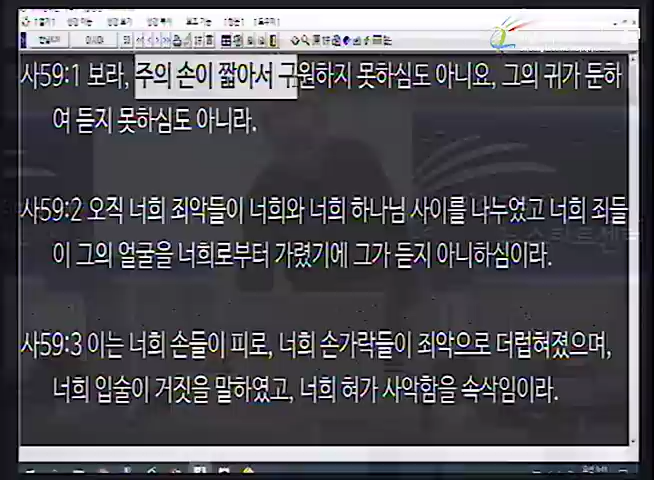 사59:1 보라, 주의 손이 짧아서 구원하지 못하심도 아니요, 그의 귀가 둔하
여 듣지 못하심도 아니라.
사59:2 오직 너희 죄악들이 너희와 너희 하나님 사이를 나누었고 너희 죄들
이 그의 얼굴을 너희로부터 가렸기에 그가 듣지 아니하심이라.
사59:3 이는 너희 손들이 피로, 너희 손가락들이 죄악으로 더럽혀졌으며,
너희 입술이 거짓을 말하였고, 너희 혀가 사악함을 속삭임이라.